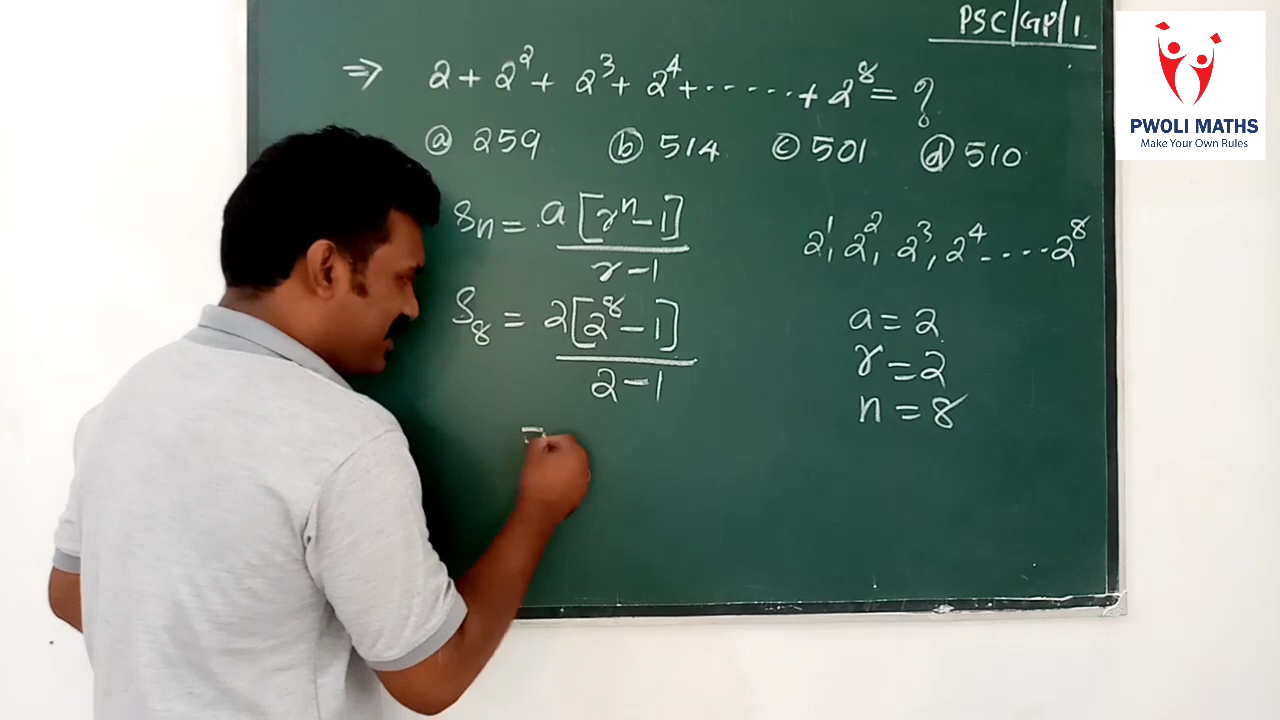 PSC/GP/1.
⇒ 2 + 2² + 2³ + 2⁴ + ...... + 2⁸ = ?
ⓐ 259 ⓑ 514 ⓒ 501 ⓓ 510
Sn = a[rⁿ-1] / r-1
2¹, 2², 2³, 2⁴ ..... 2⁸
S₈ = 2[2⁸-1] / 2-1
a = 2
r = 2
n = 8
=
PWOLI MATHS
Make Your Own Rules